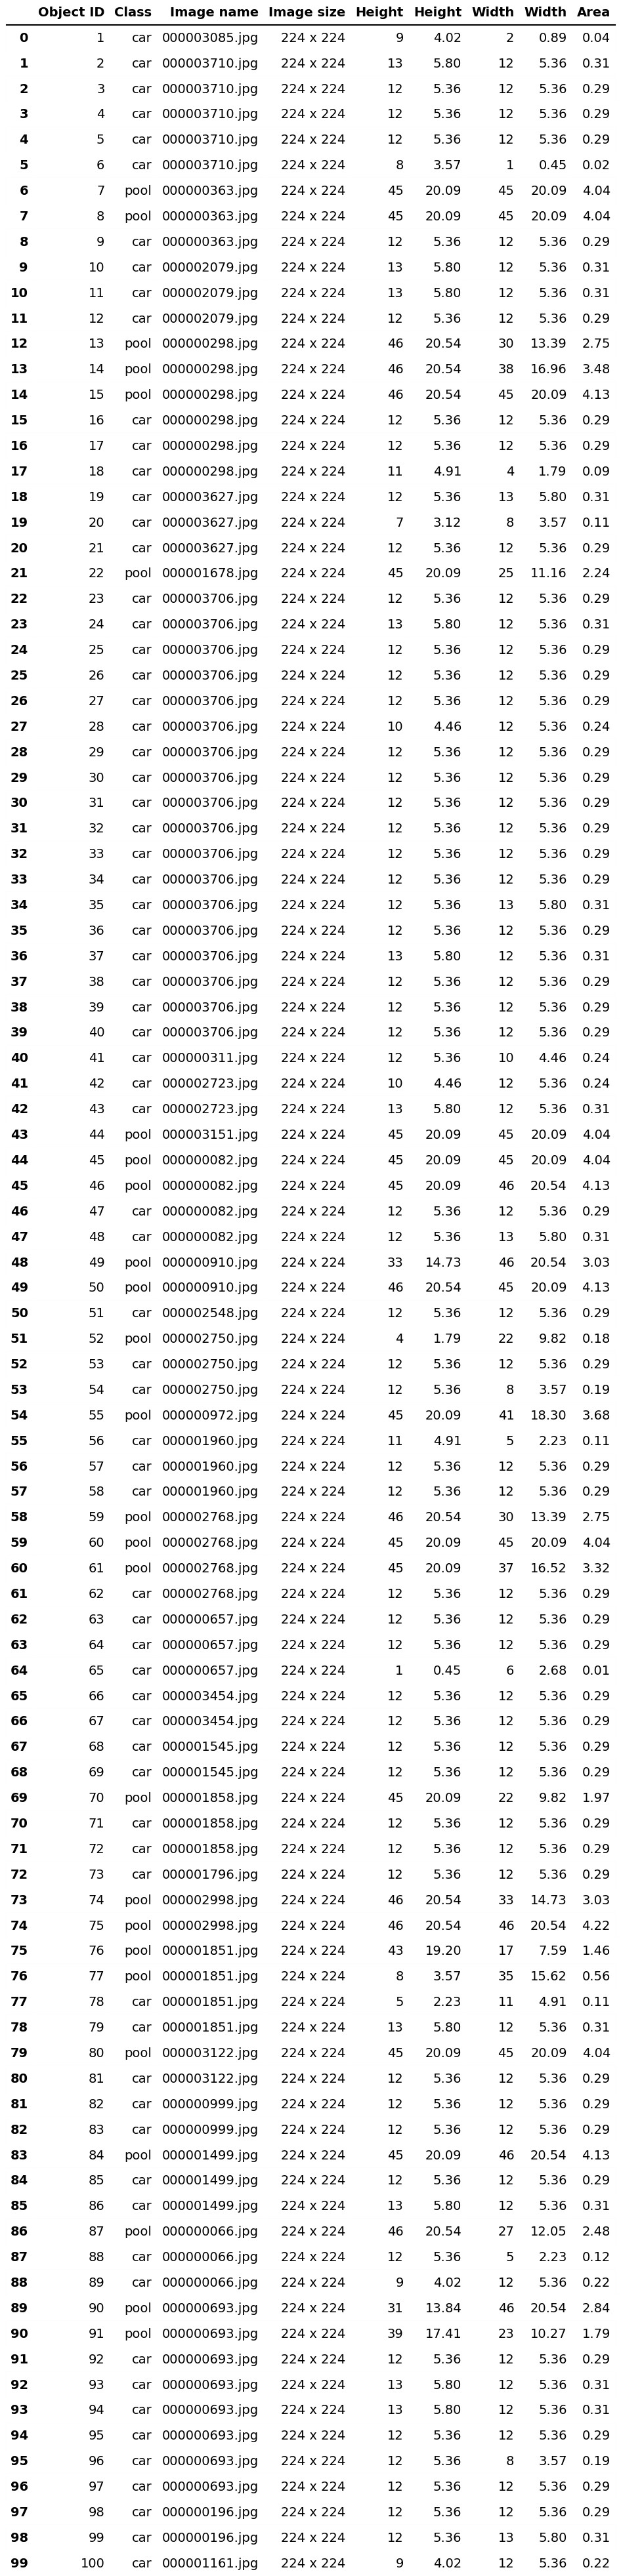 Object ID Class Image name Image size Height Height Width Width Area
0 1 car 000003085.jpg 224 x 224 9 4.02 2 0.89 0.04
1 2 car 000003710.jpg 224 x 224 13 5.80 12 5.36 0.31
2 3 car 000003710.jpg 224 x 224 12 5.36 12 5.36 0.29
3 4 car 000003710.jpg 224 x 224 12 5.36 12 5.36 0.29
4 5 car 000003710.jpg 224 x 224 12 5.36 12 5.36 0.29
5 6 car 000003710.jpg 224 x 224 8 3.57 1 0.45 0.02
6 7 pool 000000363.jpg 224 x 224 45 20.09 45 20.09 4.04
7 8 pool 000000363.jpg 224 x 224 45 20.09 45 20.09 4.04
8 9 car 000000363.jpg 224 x 224 12 5.36 12 5.36 0.29
9 10 car 000002079.jpg 224 x 224 13 5.80 12 5.36 0.31
10 11 car 000002079.jpg 224 x 224 13 5.80 12 5.36 0.31
11 12 car 000002079.jpg 224 x 224 12 5.36 12 5.36 0.29
12 13 pool 000000298.jpg 224 x 224 46 20.54 30 13.39 2.75
13 14 pool 000000298.jpg 224 x 224 46 20.54 38 16.96 3.48
14 15 pool 000000298.jpg 224 x 224 46 20.54 45 20.09 4.13
15 16 car 000000298.jpg 224 x 224 12 5.36 12 5.36 0.29
16 17 car 000000298.jpg 224 x 224 12 5.36 12 5.36 0.29
17 18 car 000000298.jpg 224 x 224 11 4.91 4 1.79 0.09
18 19 car 000003627.jpg 224 x 224 12 5.36 13 5.80 0.31
19 20 car 000003627.jpg 224 x 224 7 3.12 8 3.57 0.11
20 21 car 000003627.jpg 224 x 224 12 5.36 12 5.36 0.29
21 22 pool 000001678.jpg 224 x 224 45 20.09 25 11.16 2.24
22 23 car 000003706.jpg 224 x 224 12 5.36 12 5.36 0.29
23 24 car 000003706.jpg 224 x 224 13 5.80 12 5.36 0.31
24 25 car 000003706.jpg 224 x 224 12 5.36 12 5.36 0.29
25 26 car 000003706.jpg 224 x 224 12 5.36 12 5.36 0.29
26 27 car 000003706.jpg 224 x 224 12 5.36 12 5.36 0.29
27 28 car 000003706.jpg 224 x 224 10 4.46 12 5.36 0.24
28 29 car 000003706.jpg 224 x 224 12 5.36 12 5.36 0.29
29 30 car 000003706.jpg 224 x 224 12 5.36 12 5.36 0.29
30 31 car 000003706.jpg 224 x 224 12 5.36 12 5.36 0.29
31 32 car 000003706.jpg 224 x 224 12 5.36 12 5.36 0.29
32 33 car 000003706.jpg 224 x 224 12 5.36 12 5.36 0.29
33 34 car 000003706.jpg 224 x 224 12 5.36 12 5.36 0.29
34 35 car 000003706.jpg 224 x 224 12 5.36 13 5.80 0.31
35 36 car 000003706.jpg 224 x 224 12 5.36 12 5.36 0.29
36 37 car 000003706.jpg 224 x 224 13 5.80 12 5.36 0.31
37 38 car 000003706.jpg 224 x 224 12 5.36 12 5.36 0.29
38 39 car 000003706.jpg 224 x 224 12 5.36 12 5.36 0.29
39 40 car 000003706.jpg 224 x 224 12 5.36 12 5.36 0.29
40 41 car 000000311.jpg 224 x 224 12 5.36 10 4.46 0.24
41 42 car 000002723.jpg 224 x 224 10 4.46 12 5.36 0.24
42 43 car 000002723.jpg 224 x 224 13 5.80 12 5.36 0.31
43 44 pool 000003151.jpg 224 x 224 45 20.09 45 20.09 4.04
44 45 pool 000000082.jpg 224 x 224 45 20.09 45 20.09 4.04
45 46 pool 000000082.jpg 224 x 224 45 20.09 46 20.54 4.13
46 47 car 000000082.jpg 224 x 224 12 5.36 12 5.36 0.29
47 48 car 000000082.jpg 224 x 224 12 5.36 13 5.80 0.31
48 49 pool 000000910.jpg 224 x 224 33 14.73 46 20.54 3.03
49 50 pool 000000910.jpg 224 x 224 46 20.54 45 20.09 4.13
50 51 car 000002548.jpg 224 x 224 12 5.36 12 5.36 0.29
51 52 pool 000002750.jpg 224 x 224 4 1.79 22 9.82 0.18
52 53 car 000002750.jpg 224 x 224 12 5.36 12 5.36 0.29
53 54 car 000002750.jpg 224 x 224 12 5.36 8 3.57 0.19
54 55 pool 000000972.jpg 224 x 224 45 20.09 41 18.30 3.68
55 56 car 000001960.jpg 224 x 224 11 4.91 5 2.23 0.11
56 57 car 000001960.jpg 224 x 224 12 5.36 12 5.36 0.29
57 58 car 000001960.jpg 224 x 224 12 5.36 12 5.36 0.29
58 59 pool 000002768.jpg 224 x 224 46 20.54 30 13.39 2.75
59 60 pool 000002768.jpg 224 x 224 45 20.09 45 20.09 4.04
60 61 pool 000002768.jpg 224 x 224 45 20.09 37 16.52 3.32
61 62 car 000002768.jpg 224 x 224 12 5.36 12 5.36 0.29
62 63 car 000000657.jpg 224 x 224 12 5.36 12 5.36 0.29
63 64 car 000000657.jpg 224 x 224 12 5.36 12 5.36 0.29
64 65 car 000000657.jpg 224 x 224 1 0.45 6 2.68 0.01
65 66 car 000003454.jpg 224 x 224 12 5.36 12 5.36 0.29
66 67 car 000003454.jpg 224 x 224 12 5.36 12 5.36 0.29
67 68 car 000001545.jpg 224 x 224 12 5.36 12 5.36 0.29
68 69 car 000001545.jpg 224 x 224 12 5.36 12 5.36 0.29
69 70 pool 000001858.jpg 224 x 224 45 20.09 22 9.82 1.97
70 71 car 000001858.jpg 224 x 224 12 5.36 12 5.36 0.29
71 72 car 000001858.jpg 224 x 224 12 5.36 12 5.36 0.29
72 73 car 000001796.jpg 224 x 224 12 5.36 12 5.36 0.29
73 74 pool 000002998.jpg 224 x 224 46 20.54 33 14.73 3.03
74 75 pool 000002998.jpg 224 x 224 46 20.54 46 20.54 4.22
75 76 pool 000001851.jpg 224 x 224 43 19.20 17 7.59 1.46
76 77 pool 000001851.jpg 224 x 224 8 3.57 35 15.62 0.56
77 78 car 000001851.jpg 224 x 224 5 2.23 11 4.91 0.11
78 79 car 000001851.jpg 224 x 224 13 5.80 12 5.36 0.31
79 80 pool 000003122.jpg 224 x 224 45 20.09 45 20.09 4.04
80 81 car 000003122.jpg 224 x 224 12 5.36 12 5.36 0.29
81 82 car 000000999.jpg 224 x 224 12 5.36 12 5.36 0.29
82 83 car 000000999.jpg 224 x 224 12 5.36 12 5.36 0.29
83 84 pool 000001499.jpg 224 x 224 45 20.09 46 20.54 4.13
84 85 car 000001499.jpg 224 x 224 12 5.36 12 5.36 0.29
85 86 car 000001499.jpg 224 x 224 13 5.80 12 5.36 0.31
86 87 pool 000000066.jpg 224 x 224 46 20.54 27 12.05 2.48
87 88 car 000000066.jpg 224 x 224 12 5.36 5 2.23 0.12
88 89 car 000000066.jpg 224 x 224 9 4.02 12 5.36 0.22
89 90 pool 000000693.jpg 224 x 224 31 13.84 46 20.54 2.84
90 91 pool 000000693.jpg 224 x 224 39 17.41 23 10.27 1.79
91 92 car 000000693.jpg 224 x 224 12 5.36 12 5.36 0.29
92 93 car 000000693.jpg 224 x 224 13 5.80 12 5.36 0.31
93 94 car 000000693.jpg 224 x 224 13 5.80 12 5.36 0.31
94 95 car 000000693.jpg 224 x 224 12 5.36 12 5.36 0.29
95 96 car 000000693.jpg 224 x 224 12 5.36 8 3.57 0.19
96 97 car 000000693.jpg 224 x 224 12 5.36 12 5.36 0.29
97 98 car 000000196.jpg 224 x 224 12 5.36 12 5.36 0.29
98 99 car 000000196.jpg 224 x 224 12 5.36 13 5.80 0.31
99 100 car 000001161.jpg 224 x 224 9 4.02 12 5.36 0.22